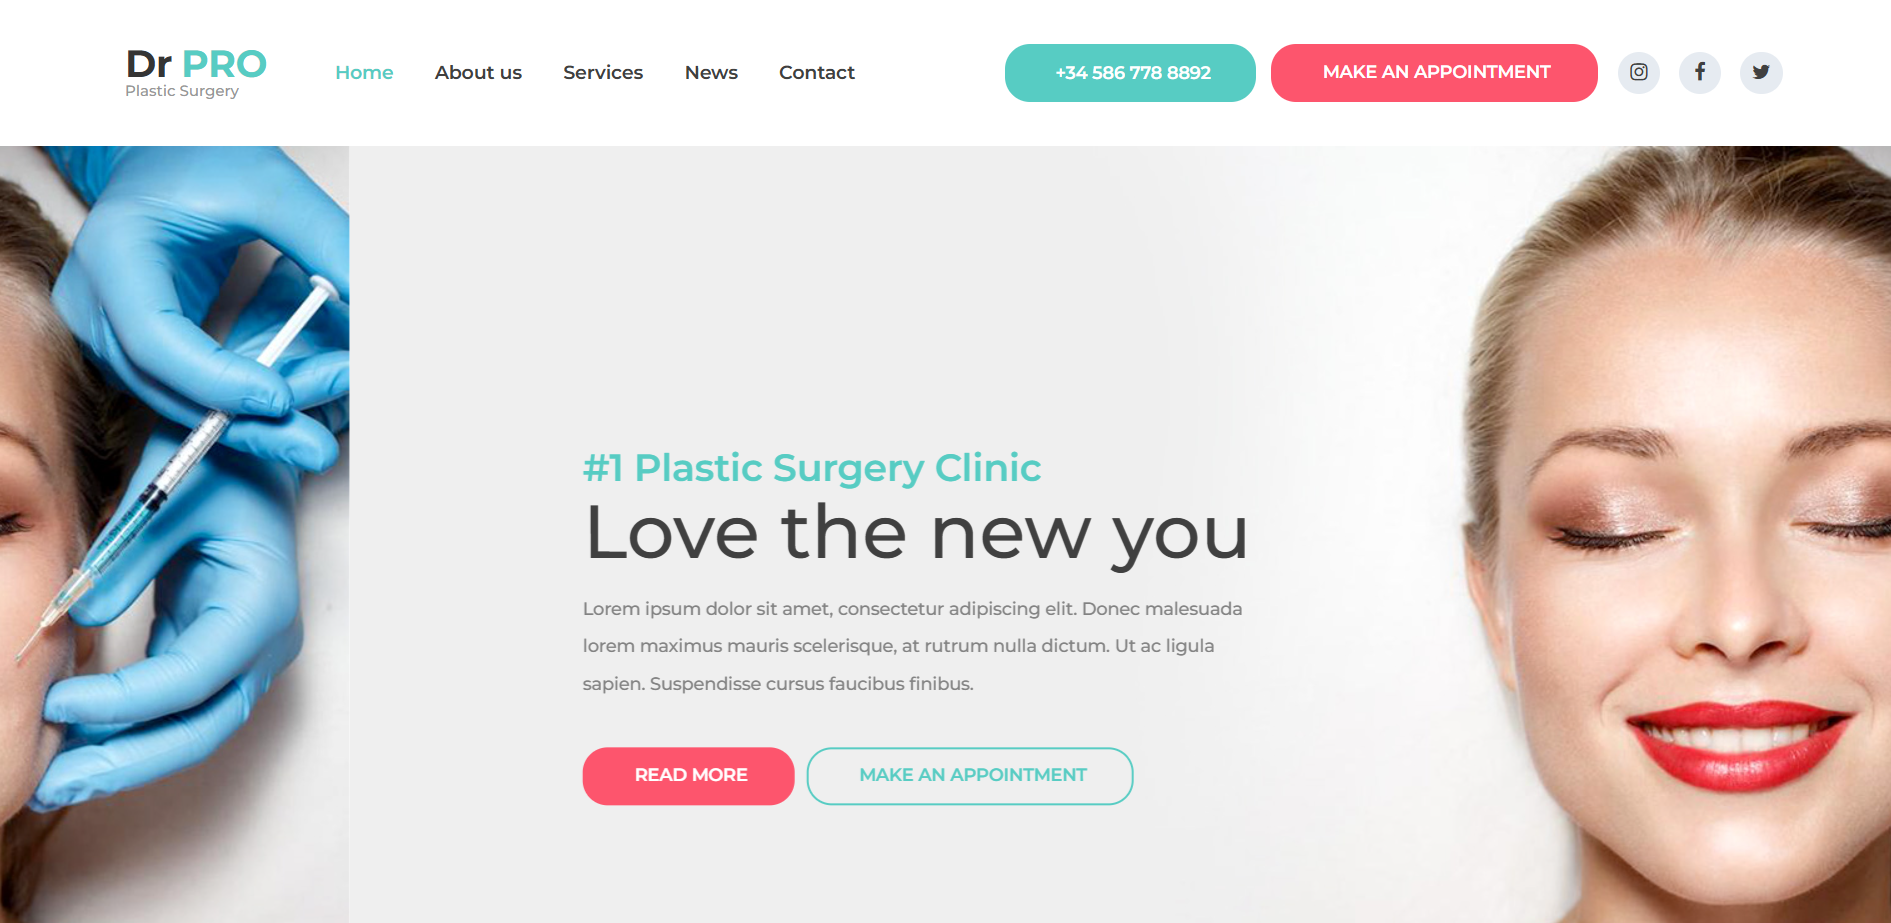 Dr PRO
Plastic Surgery
Home
About us
Services
News
Contact
+34 586 778 8892
MAKE AN APPOINTMENT
#1 Plastic Surgery Clinic
Love the new you
Lorem ipsum dolor sit amet, consectetur adipiscing elit. Donec malesuada
lorem maximus mauris scelerisque, at rutrum nulla dictum. Ut ac ligula
sapien. Suspendisse cursus faucibus finibus.
READ MORE
MAKE AN APPOINTMENT